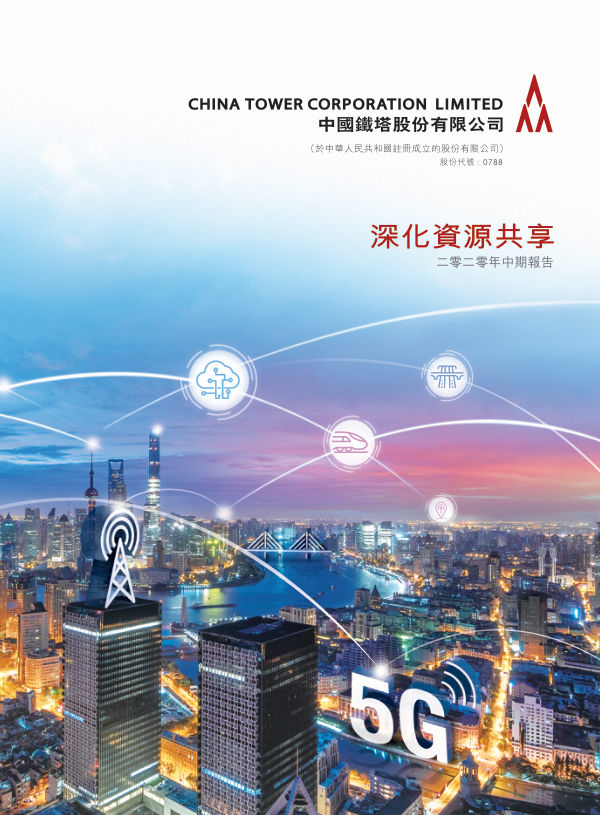 CHINA TOWER CORPORATION LIMITED
中國鐵塔股份有限公司
（於中華人民共和國註冊成立的股份有限公司）
股份代號：0788
深化資源共享
二零二零年中期報告
5G